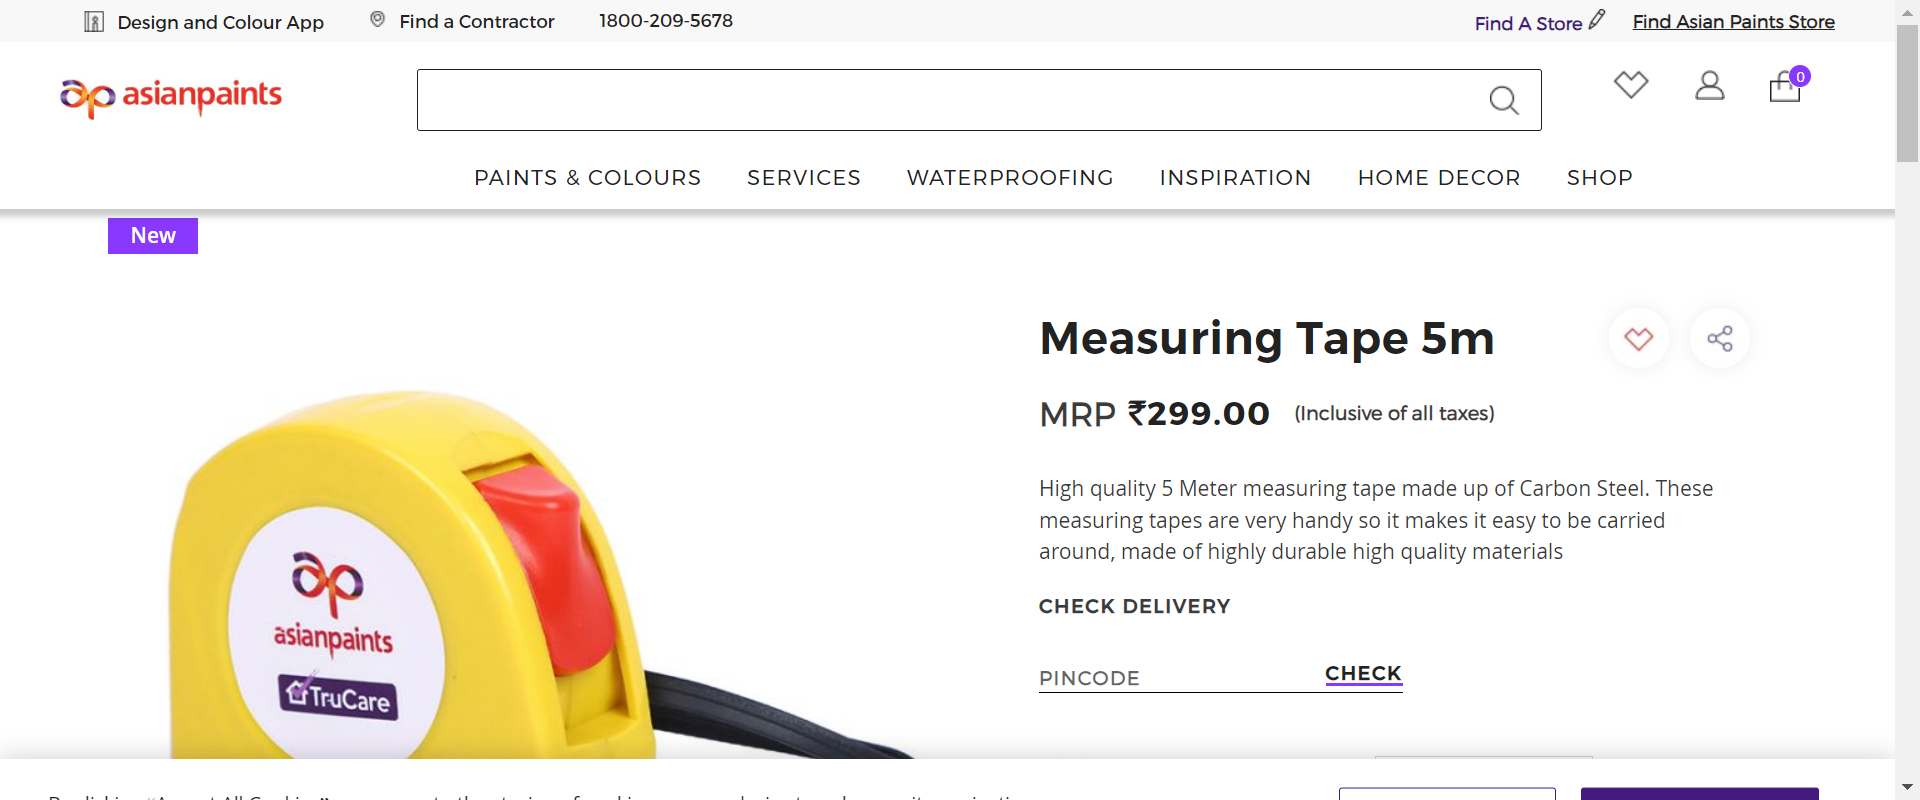 Design and Colour App
Find a Contractor
1800-209-5678
Find A Store
Find Asian Paints Store
asianpaints
0
PAINTS & COLOURS
SERVICES
WATERPROOFING
INSPIRATION
HOME DECOR
SHOP
New
Measuring Tape 5m
MRP ₹299.00 (Inclusive of all taxes)
High quality 5 Meter measuring tape made up of Carbon Steel. These
measuring tapes are very handy so it makes it easy to be carried
around, made of highly durable high quality materials
CHECK DELIVERY
PINCODE
CHECK
asianpaints
TruCare